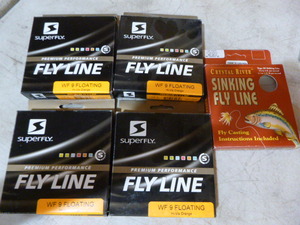 SUPERFLY
PREMIUM PERFORMANCE
FLY LINE
WF 9 FLOATING
SUPERFLY
PREMIUM PERFORMANCE
FLY LINE
WF 8 FLOATING
CRYSTAL RIVER
SINKING
FLY LINE
Fly Casting
Instructions Included
SUPERFLY
PREMIUM PERFORMANCE
FLY LINE
WF 9 FLOATING
SUPERFLY
PREMIUM PERFORMANCE
FLY LINE
WF 9 FLOATING